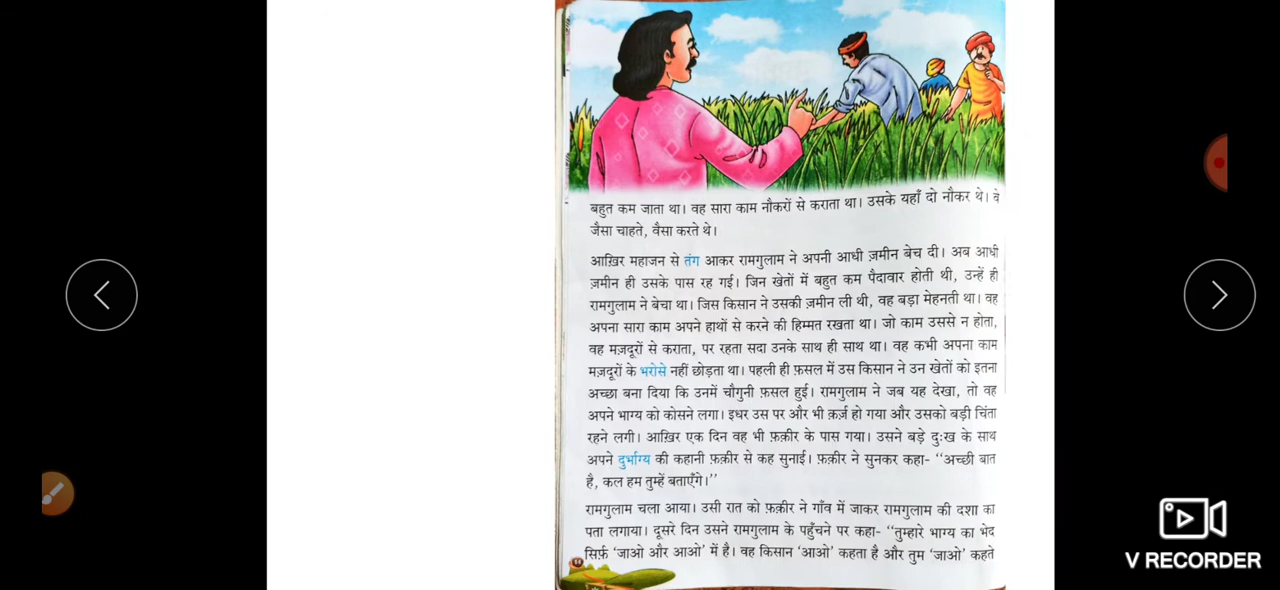 बहुत कम जाता था। वह सारा काम नौकरों से कराता था। उसके यहाँ दो नौकर थे। वे
जैसा चाहते, वैसा करते थे।
आख़िर महाजन से तंग आकर रामगुलाम ने अपनी आधी ज़मीन बेच दी। अब आधी
ज़मीन ही उसके पास रह गई। जिन खेतों में बहुत कम पैदावार होती थी, उन्हें ही
रामगुलाम ने बेचा था। जिस किसान ने उसकी ज़मीन ली थी, वह बड़ा मेहनती था। वह
अपना सारा काम अपने हाथों से करने की हिम्मत रखता था। जो काम उससे न होता,
वह मज़दूरों से कराता, पर रहता सदा उनके साथ ही साथ था। वह कभी अपना काम
मज़दूरों के भरोसे नहीं छोड़ता था। पहली ही फ़सल में उस किसान ने उन खेतों को इतना
अच्छा बना दिया कि उनमें चौगुनी फ़सल हुई। रामगुलाम ने जब यह देखा, तो वह
अपने भाग्य को कोसने लगा। इधर उस पर और भी क़र्ज़ हो गया और उसको बड़ी चिंता
रहने लगी। आख़िर एक दिन वह भी फ़क़ीर के पास गया। उसने बड़े दुःख के साथ
अपने दुर्भाग्य की कहानी फ़क़ीर से कह सुनाई। फ़क़ीर ने सुनकर कहा- “अच्छी बात
है, कल हम तुम्हें बताएँगे।”
रामगुलाम चला आया। उसी रात को फ़क़ीर ने गाँव में जाकर रामगुलाम की दशा का
पता लगाया। दूसरे दिन उसने रामगुलाम के पहुँचने पर कहा- “तुम्हारे भाग्य का भेद
सिर्फ़ ‘जाओ और आओ’ में है। वह किसान ‘आओ’ कहता है और तुम ‘जाओ’ कहते
V RECORDER